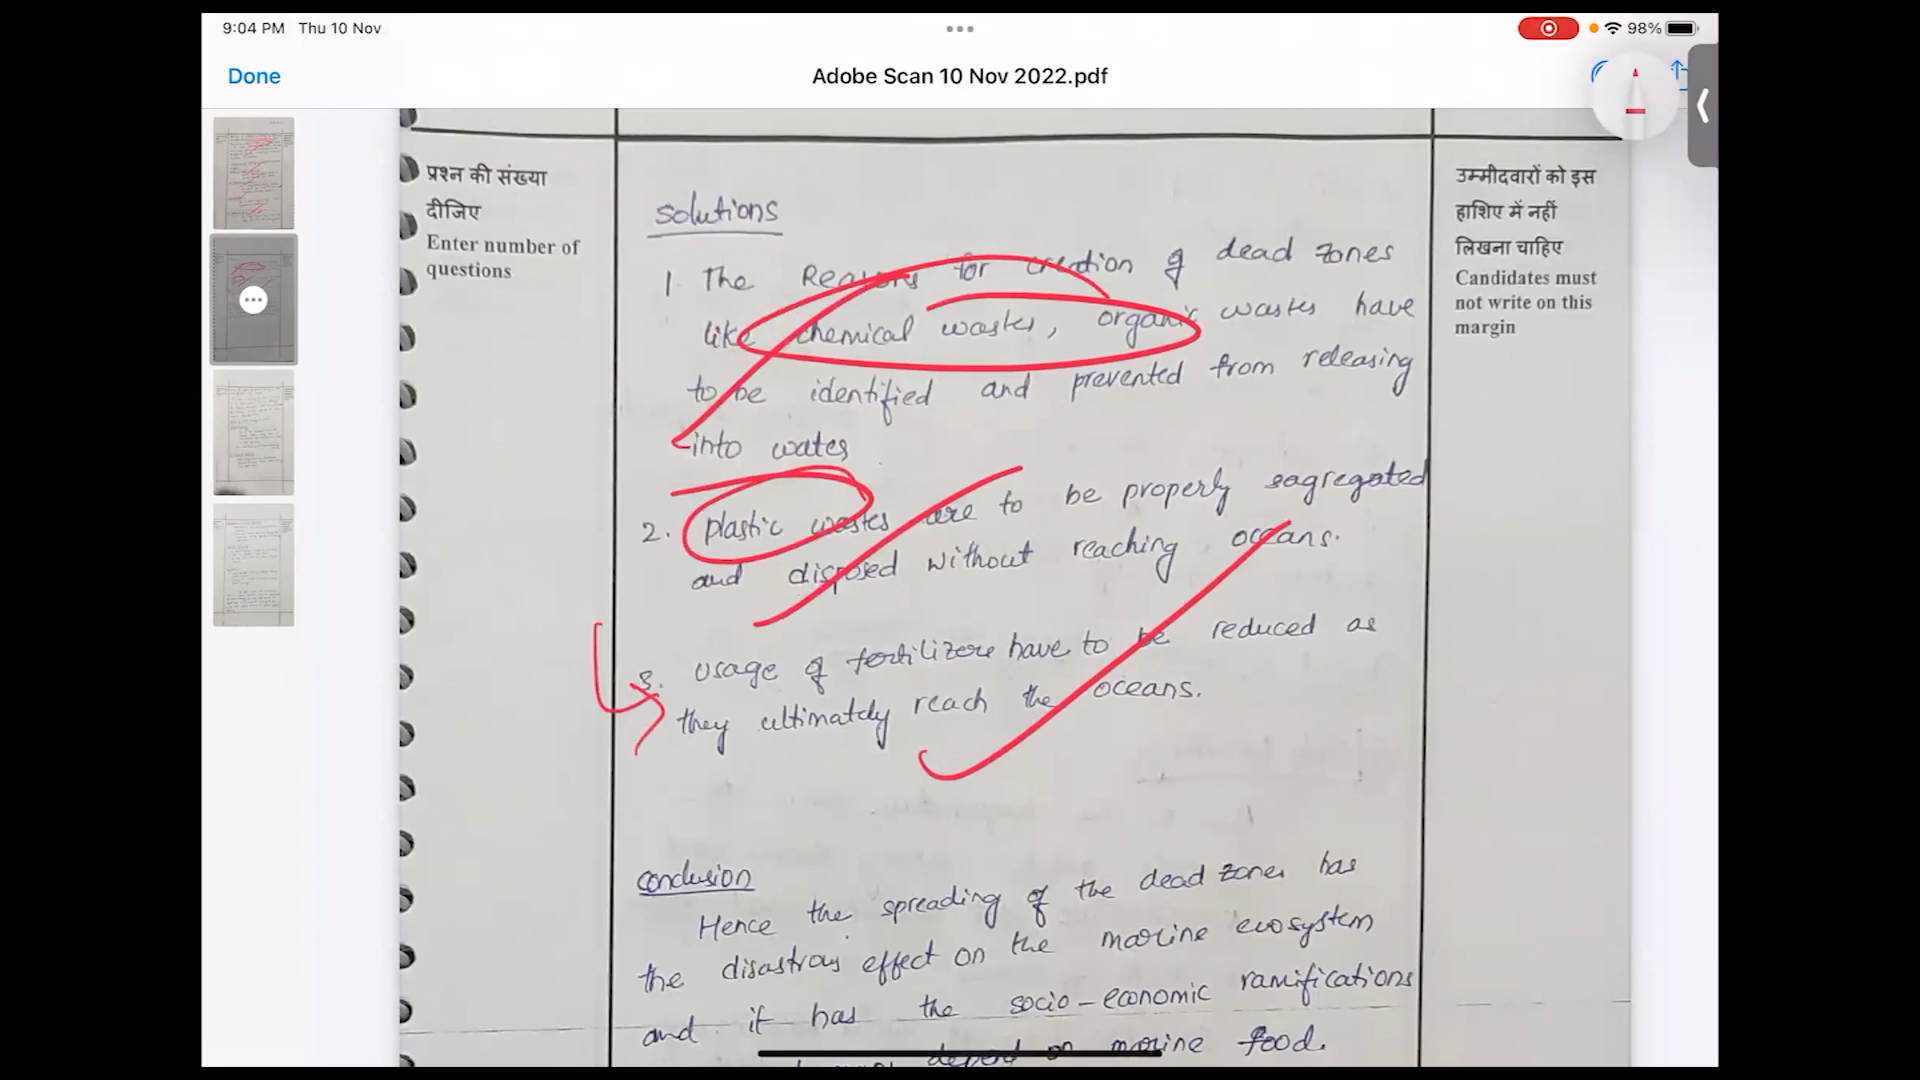 9:04 PM Thu 10 Nov
98%
Done
Adobe Scan 10 Nov 2022.pdf
प्रश्न की संख्या
दीजिए
Enter number of
questions
उम्मीदवारों को इस
हाशिए में नहीं
लिखना चाहिए
Candidates must
not write on this
margin
solutions
1. The Reasons for creation of dead zones
like chemical wastes, organic wastes have
to be identified and prevented from releasing
into wates
2. plastic wastes are to be properly sagregated
and disposed without reaching oceans.
3. Usage of fertilizers have to be reduced as
they ultimately reach the oceans.
conclusion
Hence the spreading of the dead zones has
the disastrous effect on the marine ecosystem
and it has the socio-economic ramifications
depend on marine food.